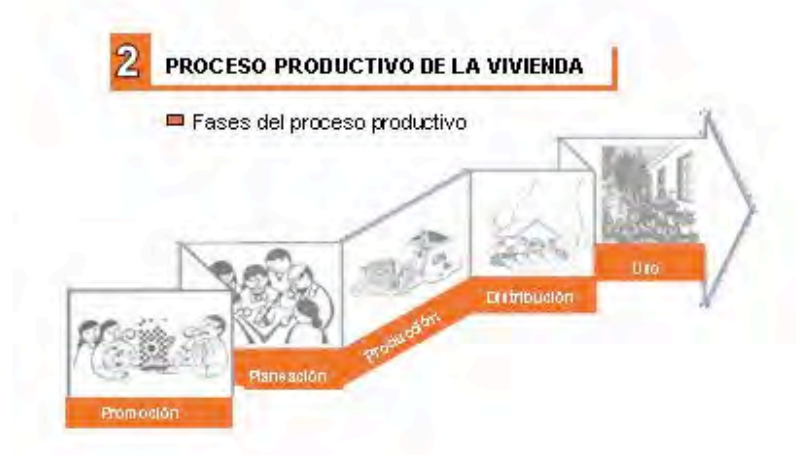 2 PROCESO PRODUCTIVO DE LA VIVIENDA
Fases del proceso productivo
Promoción
Planeación
Producción
Distribución
Uso